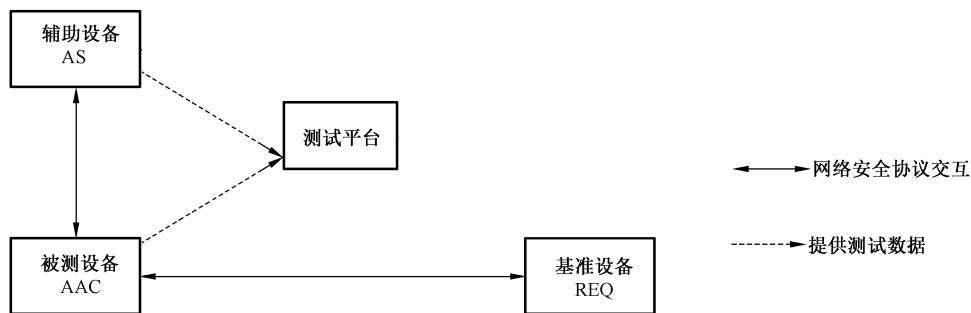 辅助设备
AS
测试平台
网络安全协议交互
提供测试数据
被测设备
AAC
基准设备
REQ